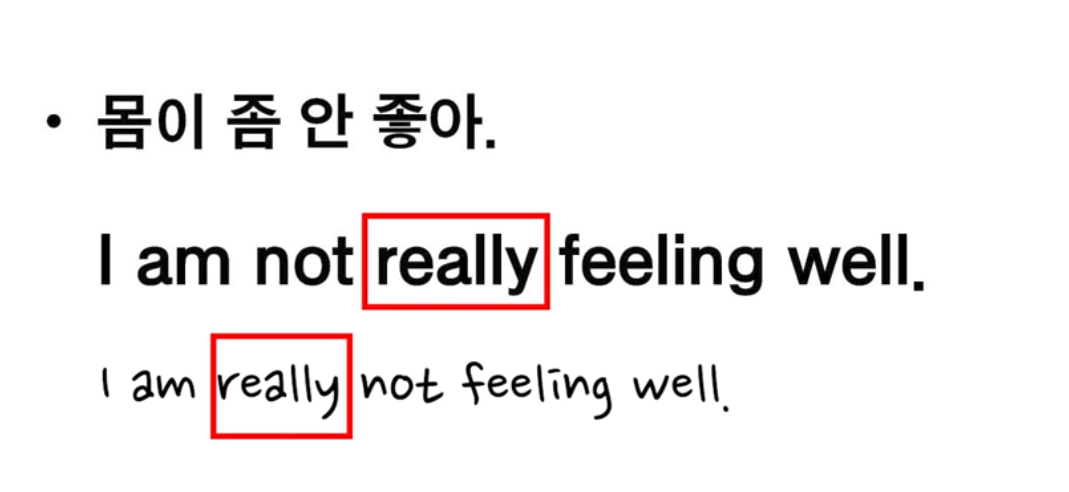 • 몸이 좀 안 좋아.
I am not really feeling well.
I am really not feeling well.